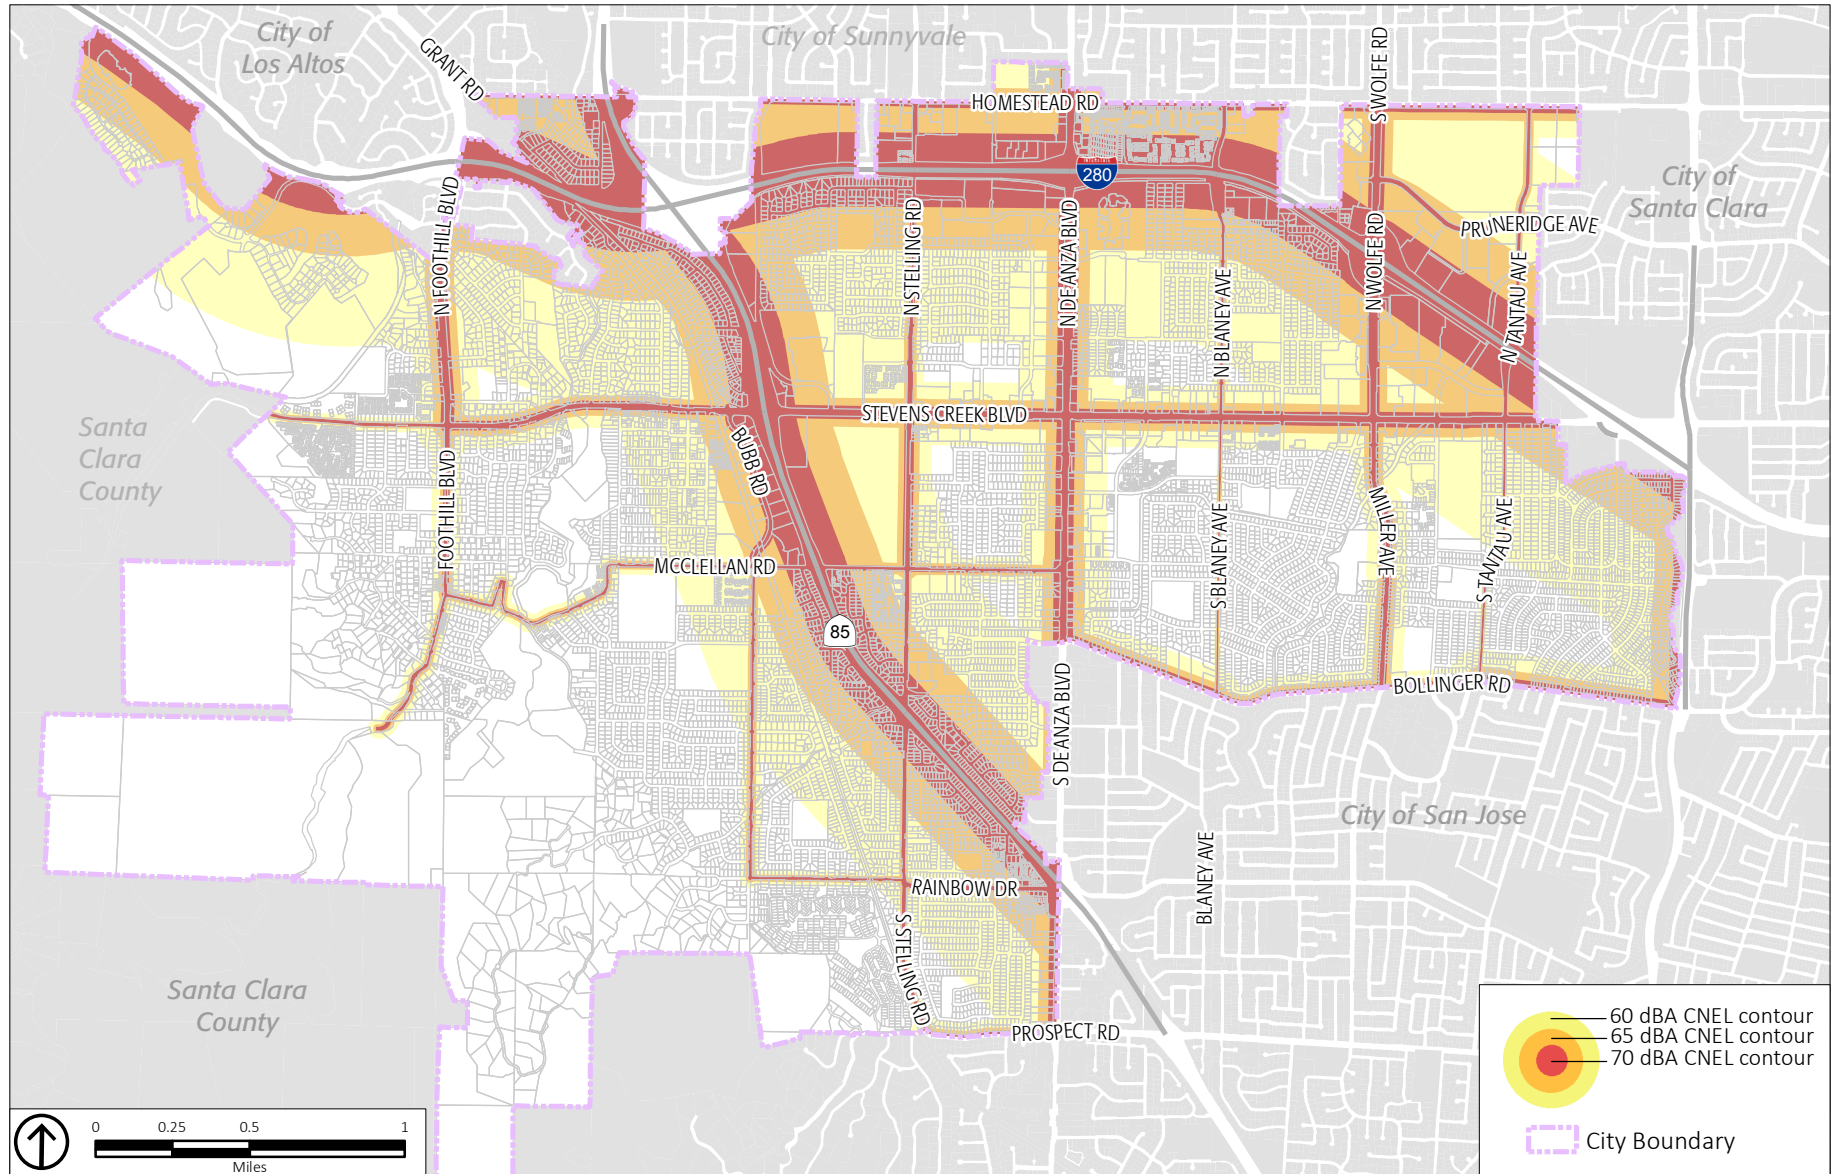 City of
Los Altos
City of Sunnyvale
GRANT RD
S WOLFE RD
HOMESTEAD RD
INTERSTATE
280
City of
Santa Clara
N FOOTHILL BLVD
N STELLING RD
N DE ANZA BLVD
N BLANEY AVE
N WOLFE RD
PRUNERIDGE AVE
N TANTAU AVE
STEVENS CREEK BLVD
Santa
Clara
County
FOOTHILL BLVD
BUBB RD
S BLANEY AVE
MILLER AVE
S TANTAU AVE
MCCLELLAN RD
85
S DE ANZA BLVD
BOLLINGER RD
City of San Jose
BLANEY AVE
RAINBOW DR
S STELLING RD
PROSPECT RD
Santa Clara
County
60 dBA CNEL contour
65 dBA CNEL contour
70 dBA CNEL contour
City Boundary
0 0.25 0.5 1
Miles